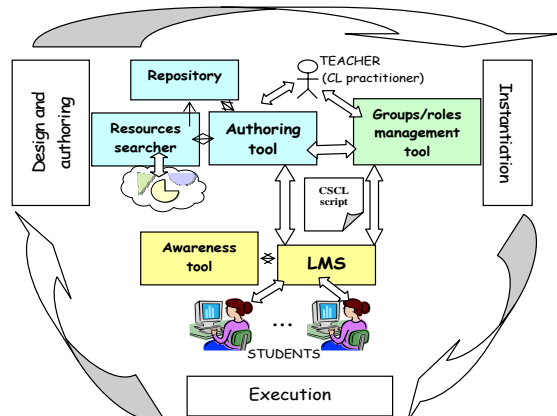 TEACHER
(CL practitioner)
Repository
Design and
authoring
Resources
searcher
Authoring
tool
Groups/roles
management
tool
Instantiation
CSCL
script
Awareness
tool
LMS
...
STUDENTS
Execution